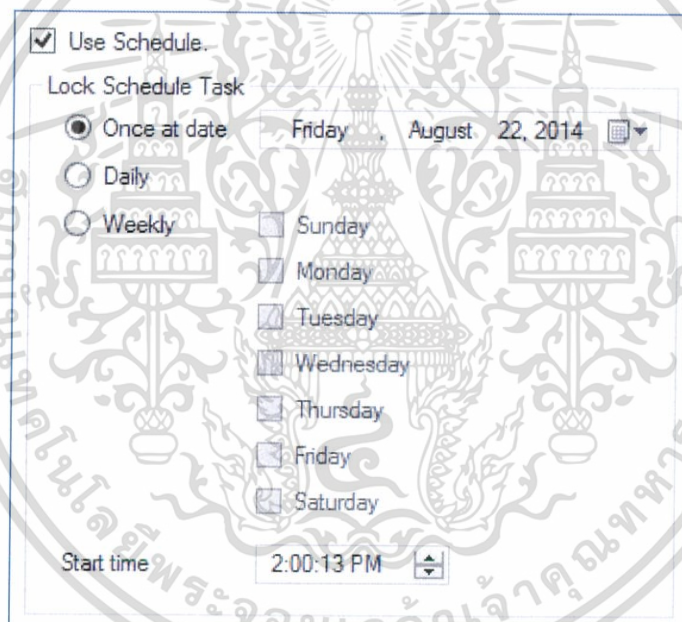 Use Schedule.
Lock Schedule Task
Once at date Friday , August 22, 2014
Daily
Weekly
Sunday
Monday
Tuesday
Wednesday
Thursday
Friday
Saturday
Start time 2:00:13 PM